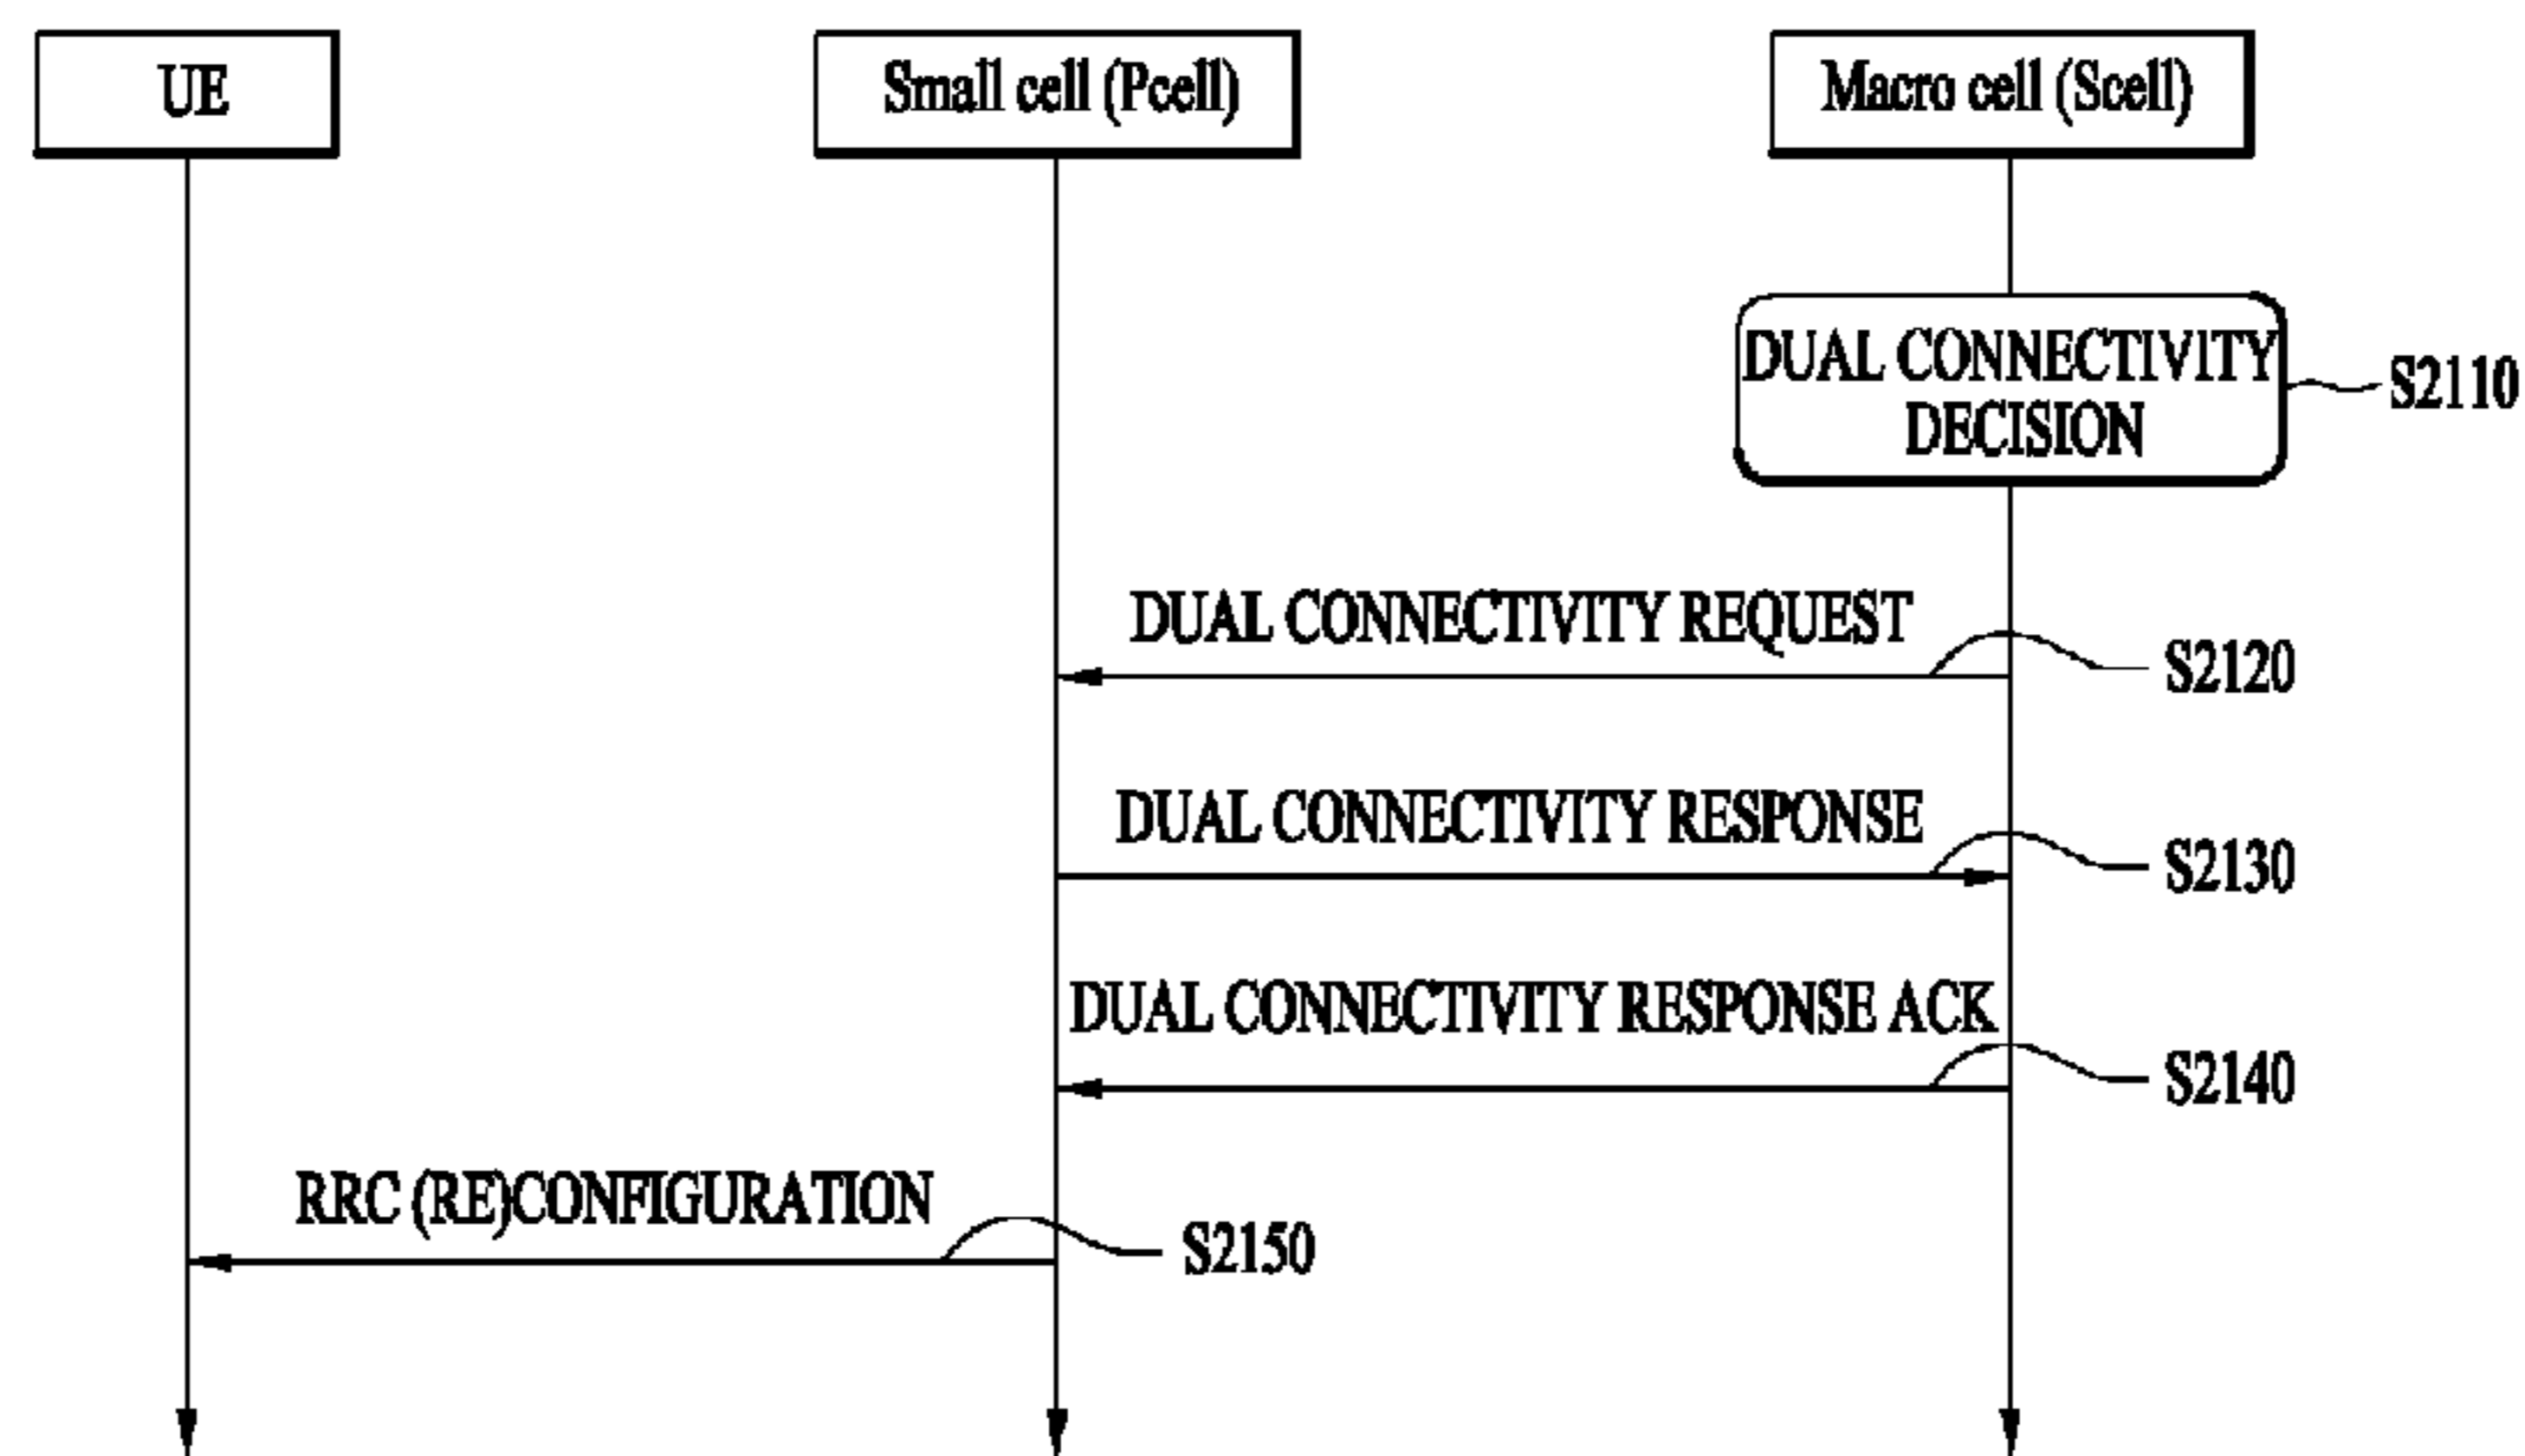 UE
Small cell (Pcell)
Macro cell (Scell)
DUAL CONNECTIVITY
DECISION
S2110
DUAL CONNECTIVITY REQUEST
S2120
DUAL CONNECTIVITY RESPONSE
S2130
DUAL CONNECTIVITY RESPONSE ACK
S2140
RRC (RE)CONFIGURATION
S2150